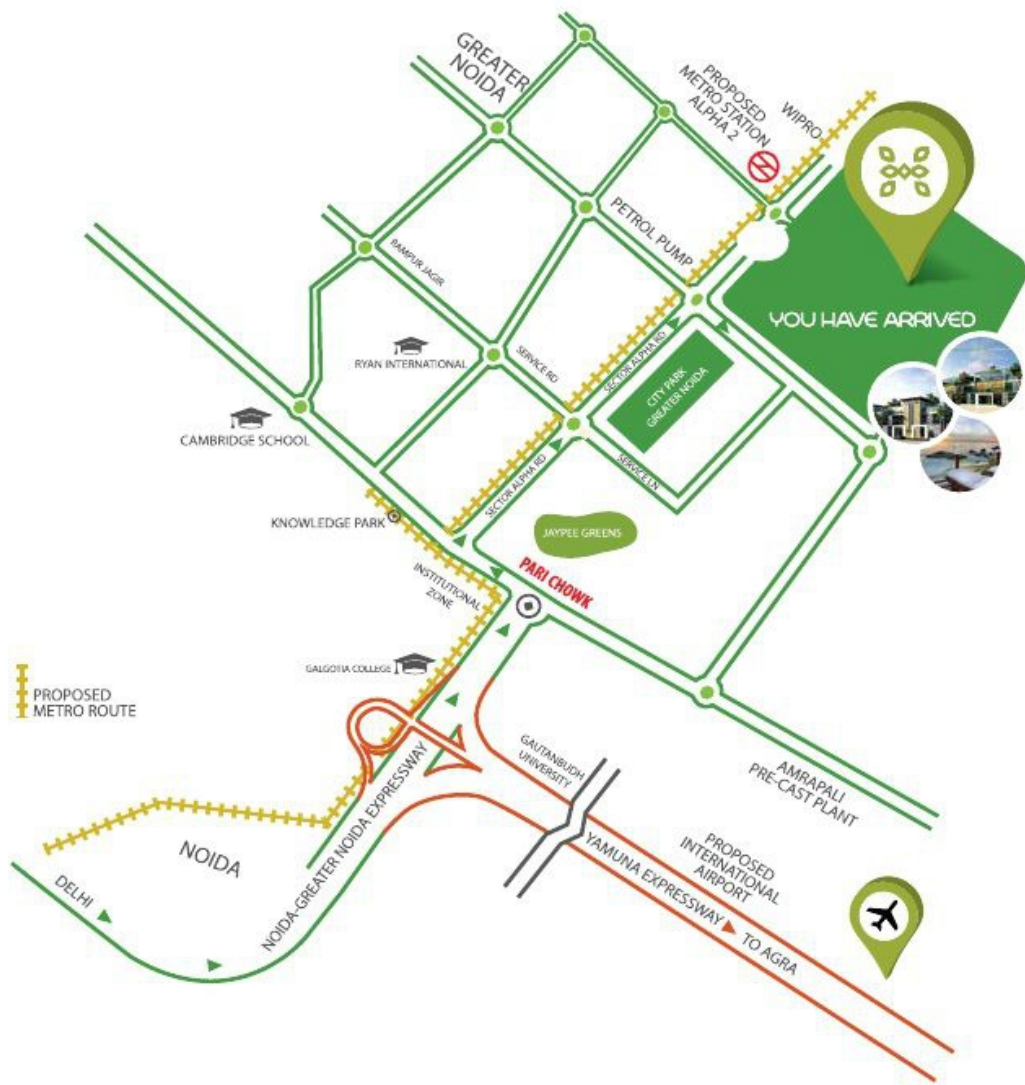 GREATER
NOIDA
PROPOSED
METRO STATION
ALPHA 2
WIPRO
PETROL PUMP
RAMPUR JAGIR
YOU HAVE ARRIVED
RYAN INTERNATIONAL
SERVICE RD
SECTOR ALPHA RD
CITY PARK
GREATER NOIDA
CAMBRIDGE SCHOOL
SECTOR ALPHA RD
SERVICE LN
KNOWLEDGE PARK
JAYPEE GREENS
PARI CHOWK
INSTITUTIONAL
ZONE
GALGOTIA COLLEGE
PROPOSED
METRO ROUTE
GAUTANBUDH
UNIVERSITY
AMRAPALI
PRE-CAST PLANT
NOIDA-GREATER NOIDA EXPRESSWAY
NOIDA
PROPOSED
INTERNATIONAL
AIRPORT
DELHI
YAMUNA EXPRESSWAY
TO AGRA